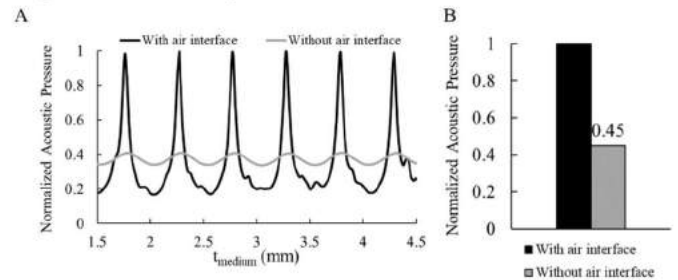 A
With air interface
Without air interface
Normalized Acoustic Pressure
1
0.8
0.6
0.4
0.2
0
1.5
2
2.5
3
3.5
4
4.5
t_medium (mm)
B
Normalized Acoustic Pressure
1
0.8
0.6
0.4
0.2
0
0.45
With air interface
Without air interface